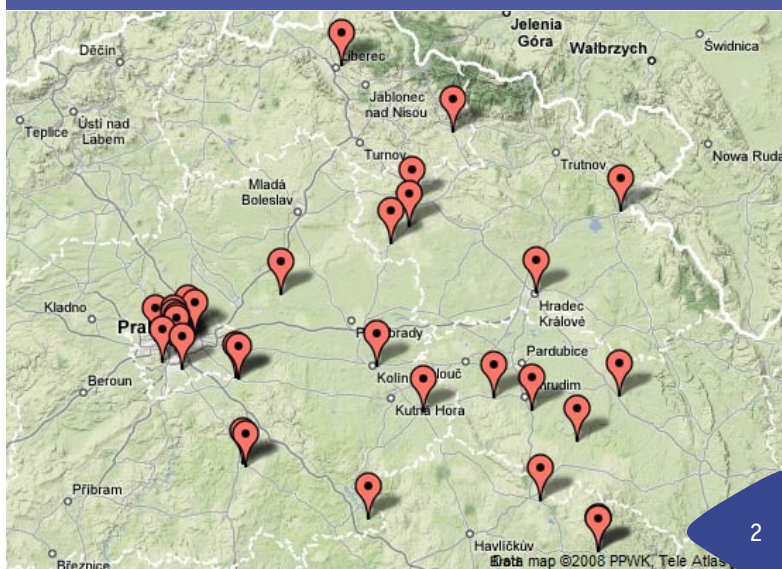 Jelenia
Góra
Wałbrzych
Świdnica
Děčín
Liberec
Jablonec
nad Nisou
Teplice
Ústí nad
Labem
Turnov
Trutnov
Nowa Ruda
Mladá
Boleslav
Kladno
Hradec
Králové
Pardubice
Beroun
Kolín
Kutná Hora
Příbram
Havlíčkův
Březnice
map ©2008 PPWK, Tele Atlas
2